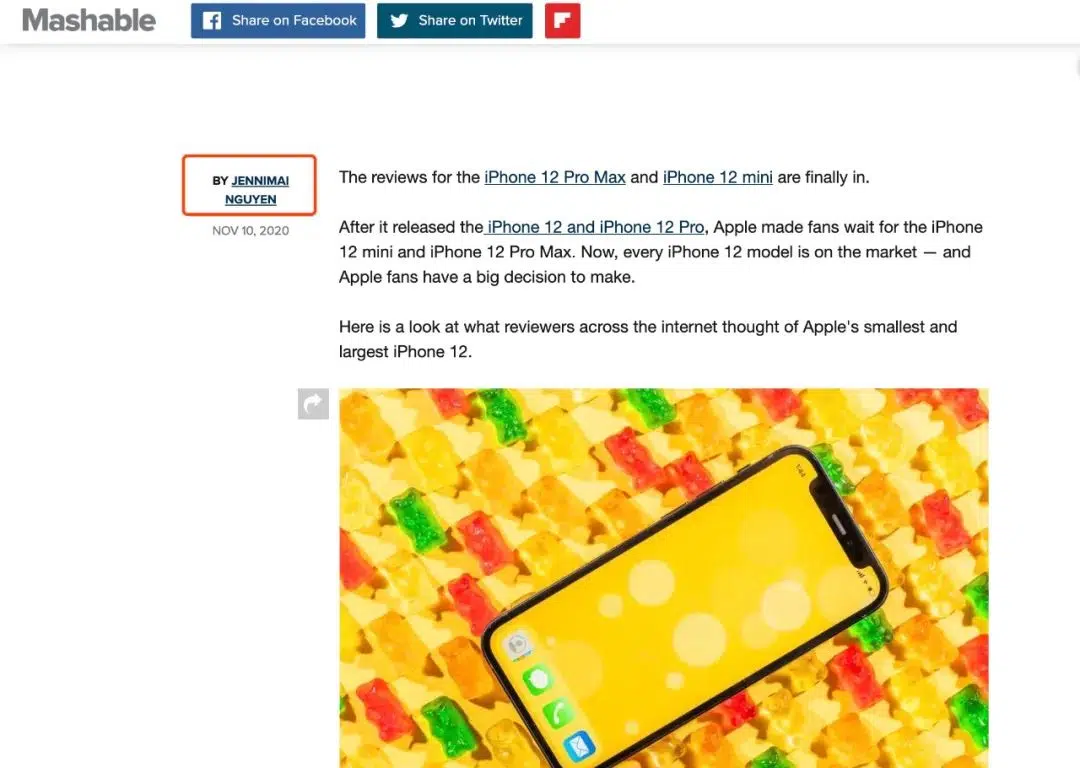 Mashable
Share on Facebook
Share on Twitter
BY JENNIMAI
NGUYEN
NOV 10, 2020
The reviews for the iPhone 12 Pro Max and iPhone 12 mini are finally in.
After it released the iPhone 12 and iPhone 12 Pro, Apple made fans wait for the iPhone
12 mini and iPhone 12 Pro Max. Now, every iPhone 12 model is on the market — and
Apple fans have a big decision to make.
Here is a look at what reviewers across the internet thought of Apple's smallest and
largest iPhone 12.
1:44